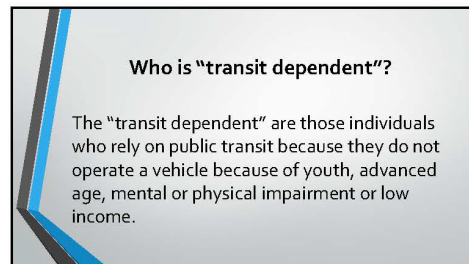 Who is “transit dependent”?
The “transit dependent” are those individuals
who rely on public transit because they do not
operate a vehicle because of youth, advanced
age, mental or physical impairment or low
income.